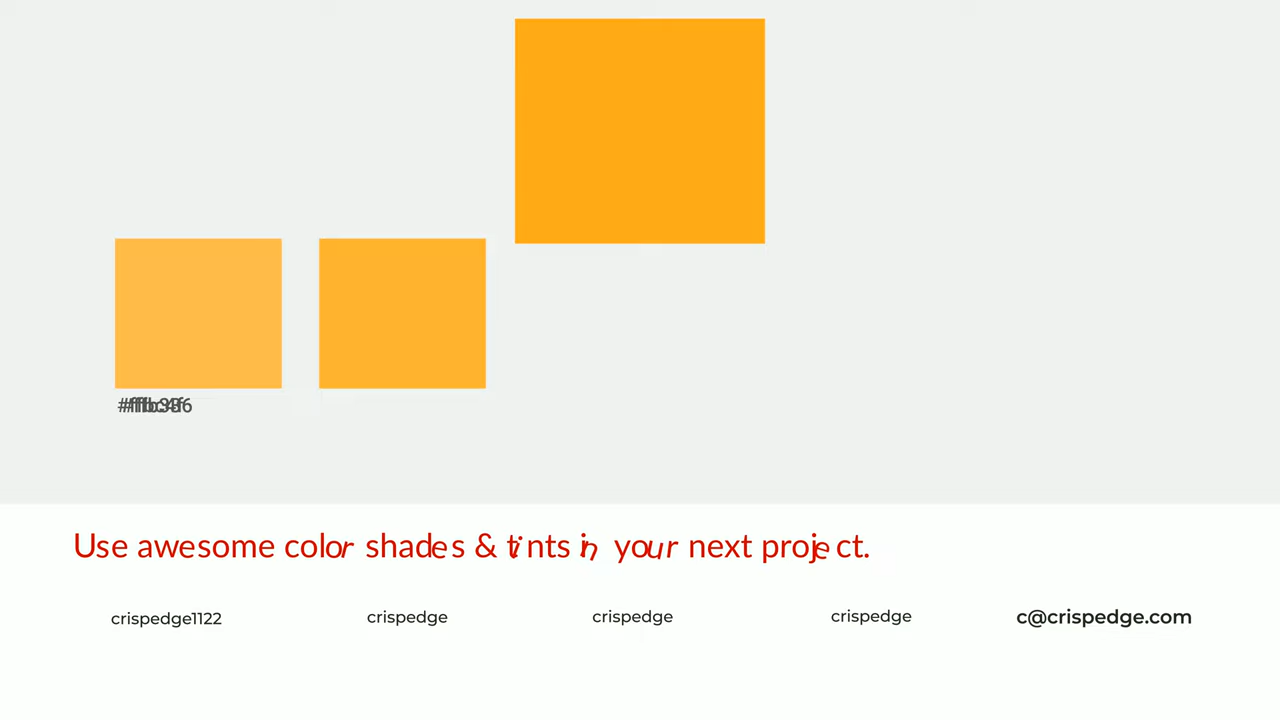 Use awesome color shades & tints in your next project.
crispedge1122 crispedge crispedge crispedge c@crispedge.com